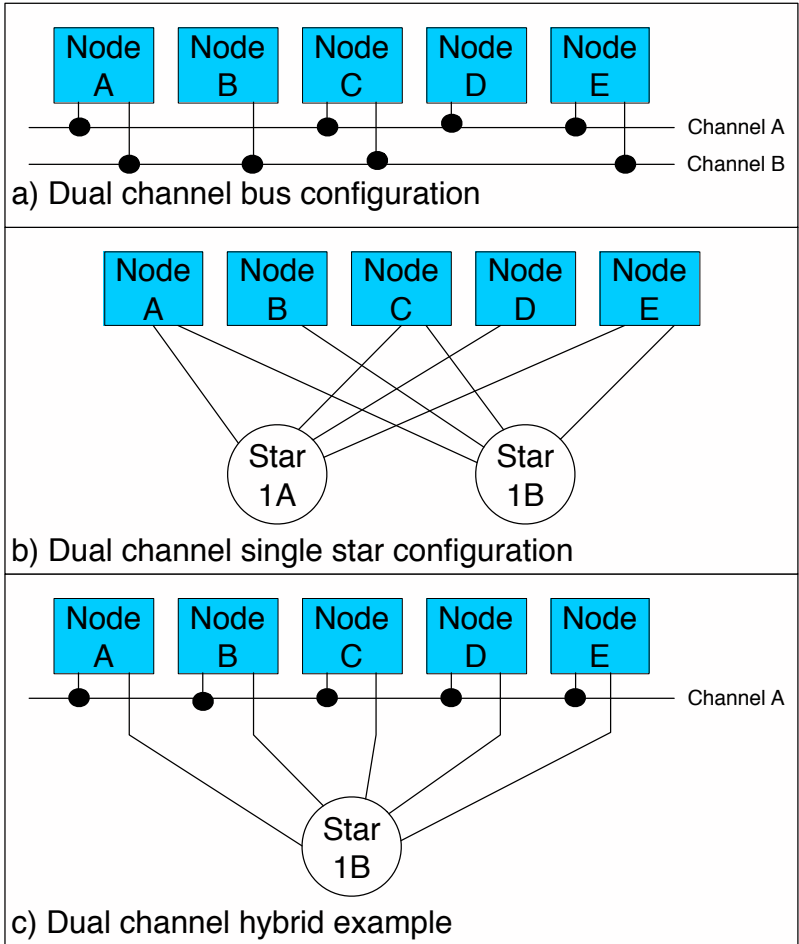 Node Node Node Node Node
A B C D E
Channel A
Channel B
a) Dual channel bus configuration
Node Node Node Node Node
A B C D E
Star Star
1A 1B
b) Dual channel single star configuration
Node Node Node Node Node
A B C D E
Channel A
Star
1B
c) Dual channel hybrid example